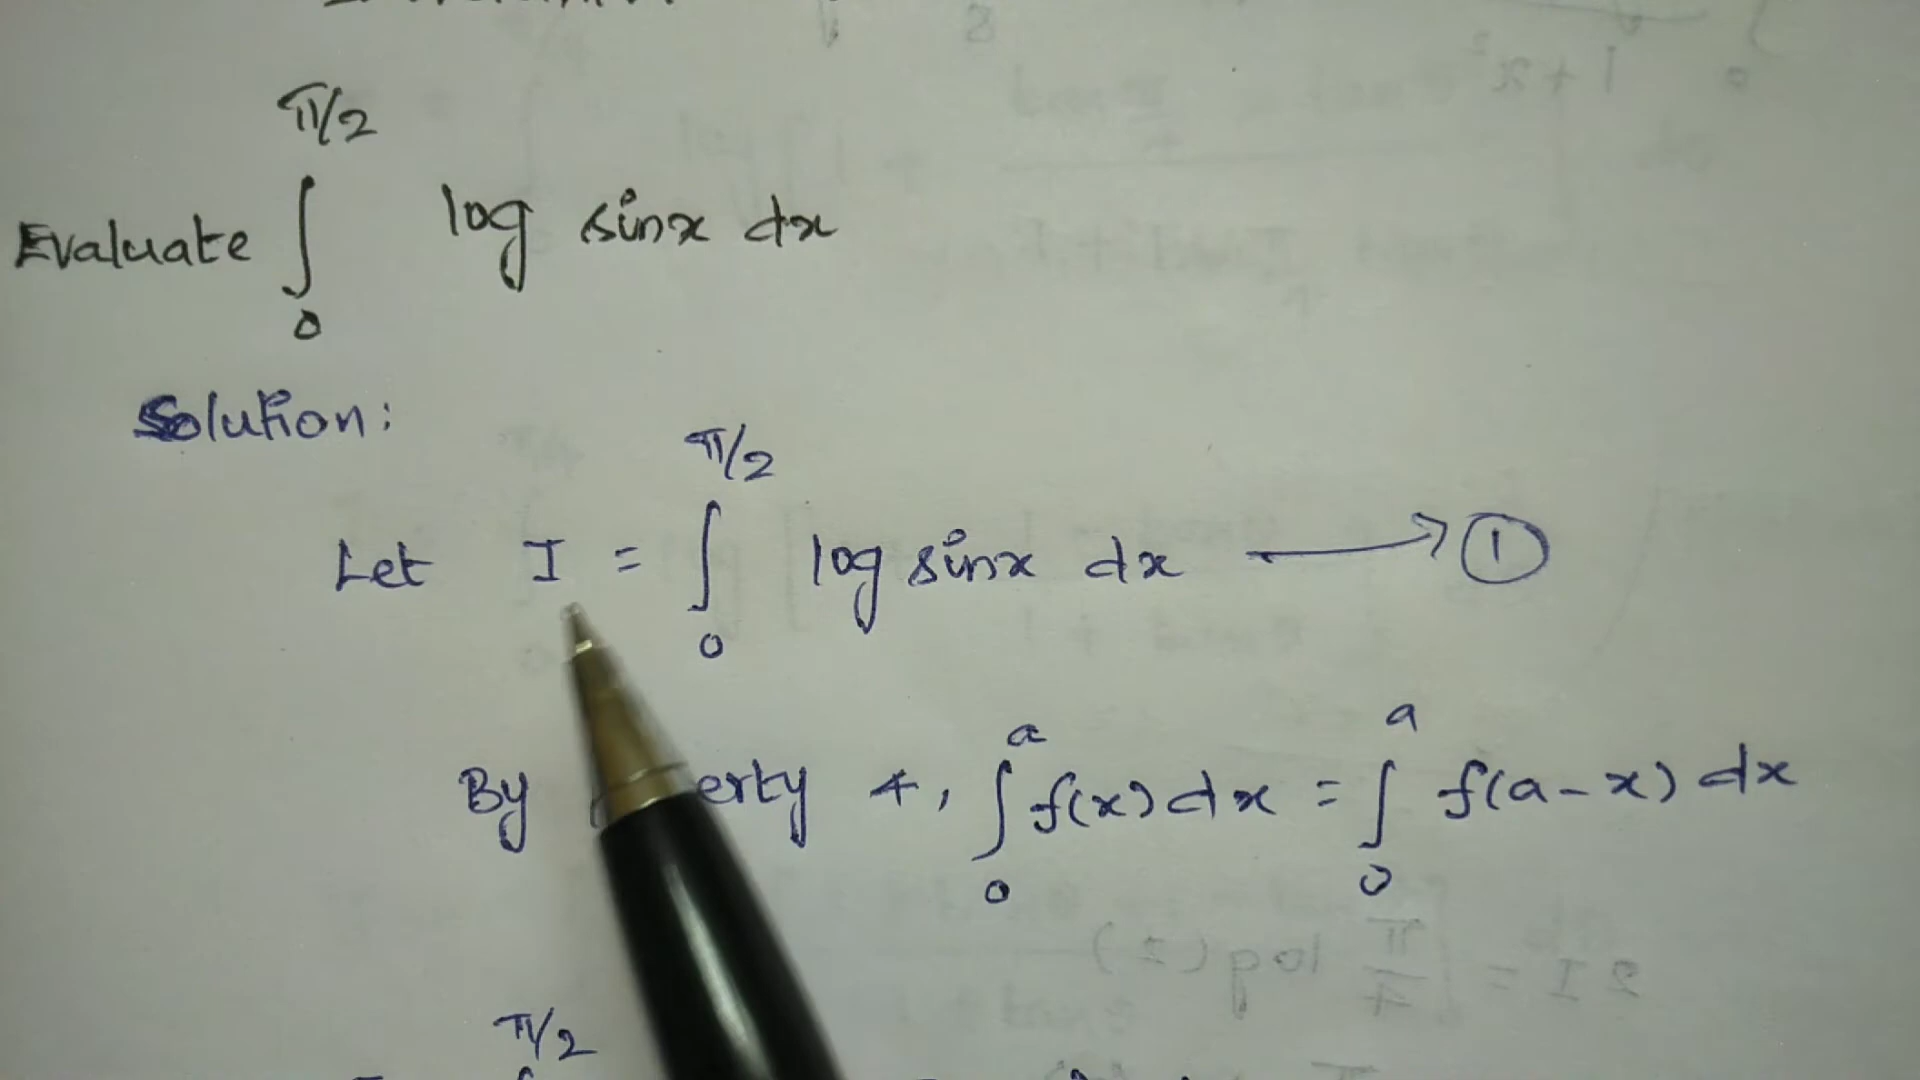 Evaluate ∫₀^π/2 log sinx dx
Solution:
Let I = ∫₀^π/2 log sinx dx ⟶ ①
By erty 4, ∫₀^a f(x) dx = ∫₀^a f(a-x) dx
π/2